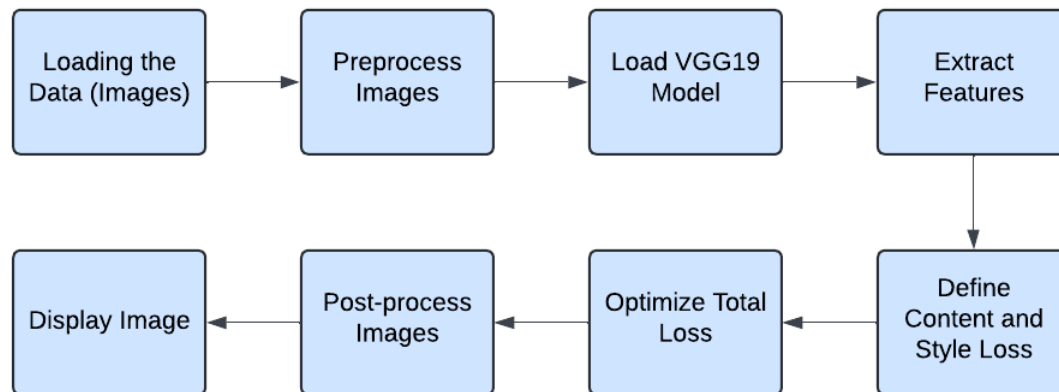 Loading the
Data (Images)
Preprocess
Images
Load VGG19
Model
Extract
Features
Define
Content and
Style Loss
Optimize Total
Loss
Post-process
Images
Display Image